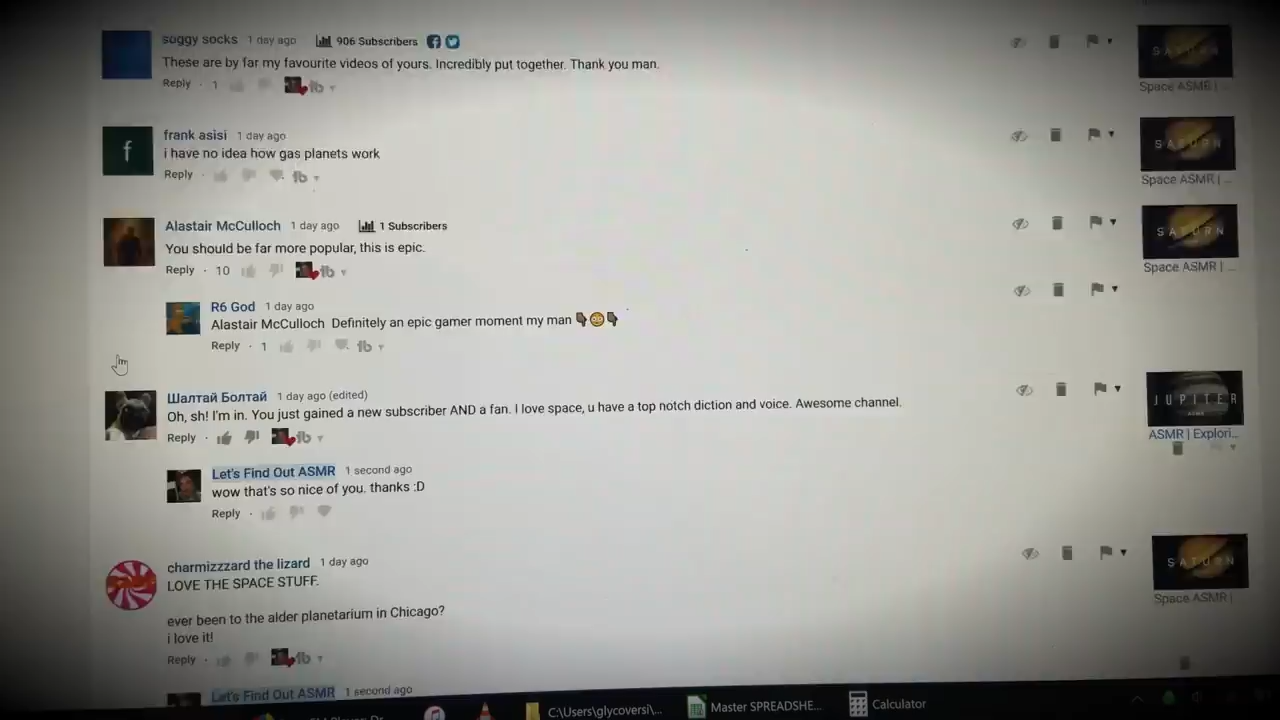 soggy socks 1 day ago 906 Subscribers
SATURN
These are by far my favourite videos of yours. Incredibly put together. Thank you man.
Reply · 1
Space ASMR | ...
frank asisi 1 day ago
f
i have no idea how gas planets work
SATURN
Reply
Space ASMR | ...
Alastair McCulloch 1 day ago 1 Subscribers
You should be far more popular, this is epic.
SATURN
Reply · 10
Space ASMR | ...
R6 God 1 day ago
Alastair McCulloch Definitely an epic gamer moment my man 👇🏿😳👇🏿
Reply · 1
Шалтай Болтай 1 day ago (edited)
Oh, sh! I'm in. You just gained a new subscriber AND a fan. I love space, u have a top notch diction and voice. Awesome channel.
JUPITER
ASMR
Reply ·
ASMR | Explori...
Let's Find Out ASMR 1 second ago
wow that's so nice of you. thanks :D
Reply ·
charmizzzard the lizard 1 day ago
LOVE THE SPACE STUFF.
SATURN
Space ASMR |
ever been to the alder planetarium in Chicago?
i love it!
Reply ·
Let's Find Out ASMR 1 second ago
C:\Users\glycoversi\... Master SPREADSHE... Calculator